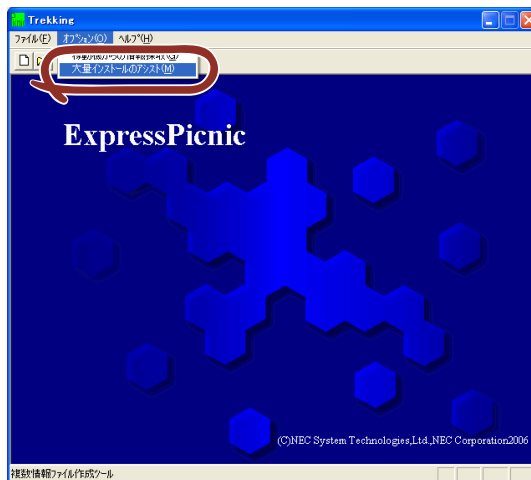 Trekking
ファイル(F) オプション(O) ヘルプ(H)
大量インストールのアシスト(M)
ExpressPicnic
(C)NEC System Technologies,Ltd.,NEC Corporation2006
複数情報ファイル作成ツール